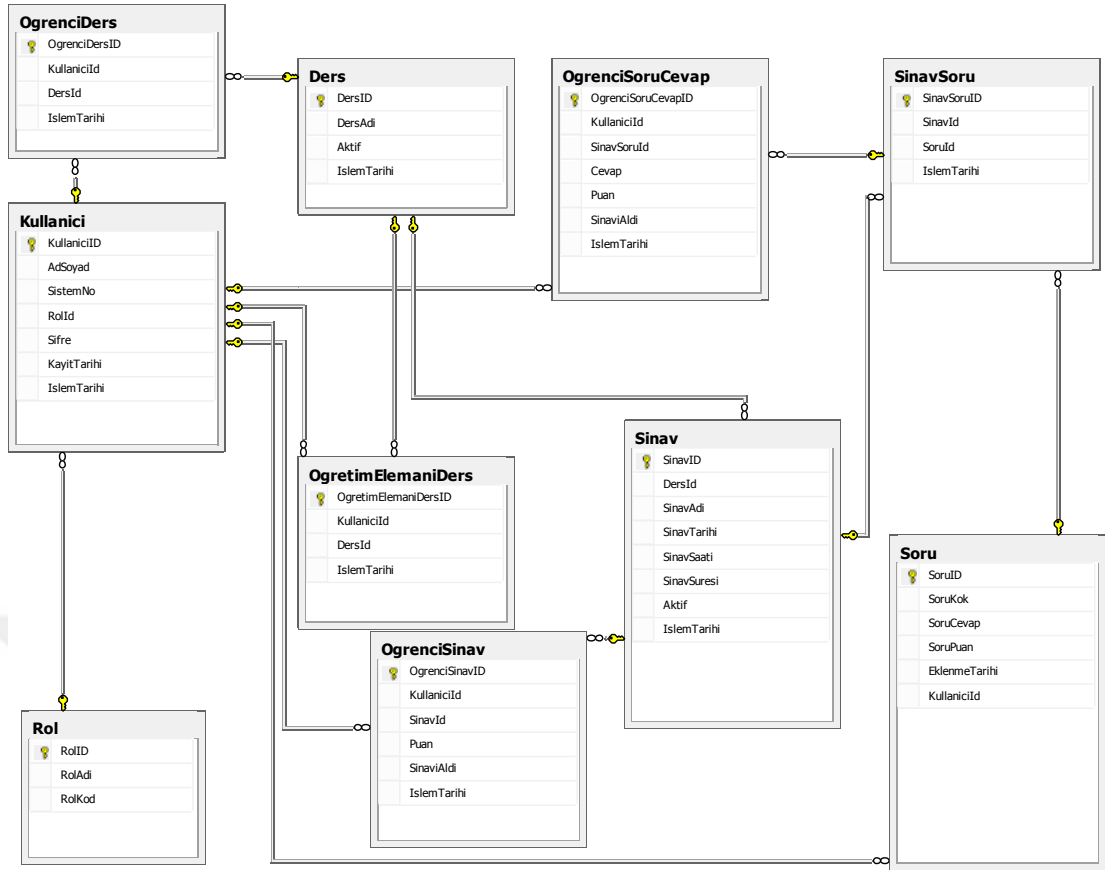 OgrenciDers
OgrenciDersID
KullaniciId
DersId
IslemTarihi
Ders
DersID
DersAdi
Aktif
IslemTarihi
OgrenciSoruCevap
OgrenciSoruCevapID
KullaniciId
SinavSoruId
Cevap
Puan
SinaviAldi
IslemTarihi
SinavSoru
SinavSoruID
SinavId
SoruId
IslemTarihi
Kullanici
KullaniciID
AdSoyad
SistemNo
RolId
Sifre
KayitTarihi
IslemTarihi
OgretimElemaniDers
OgretimElemaniDersID
KullaniciId
DersId
IslemTarihi
Sinav
SinavID
DersId
SinavAdi
SinavTarihi
SinavSaati
SinavSuresi
Aktif
IslemTarihi
Soru
SoruID
SoruKok
SoruCevap
SoruPuan
EklenmeTarihi
KullaniciId
OgrenciSinav
OgrenciSinavID
KullaniciId
SinavId
Puan
SinaviAldi
IslemTarihi
Rol
RolID
RolAdi
RolKod